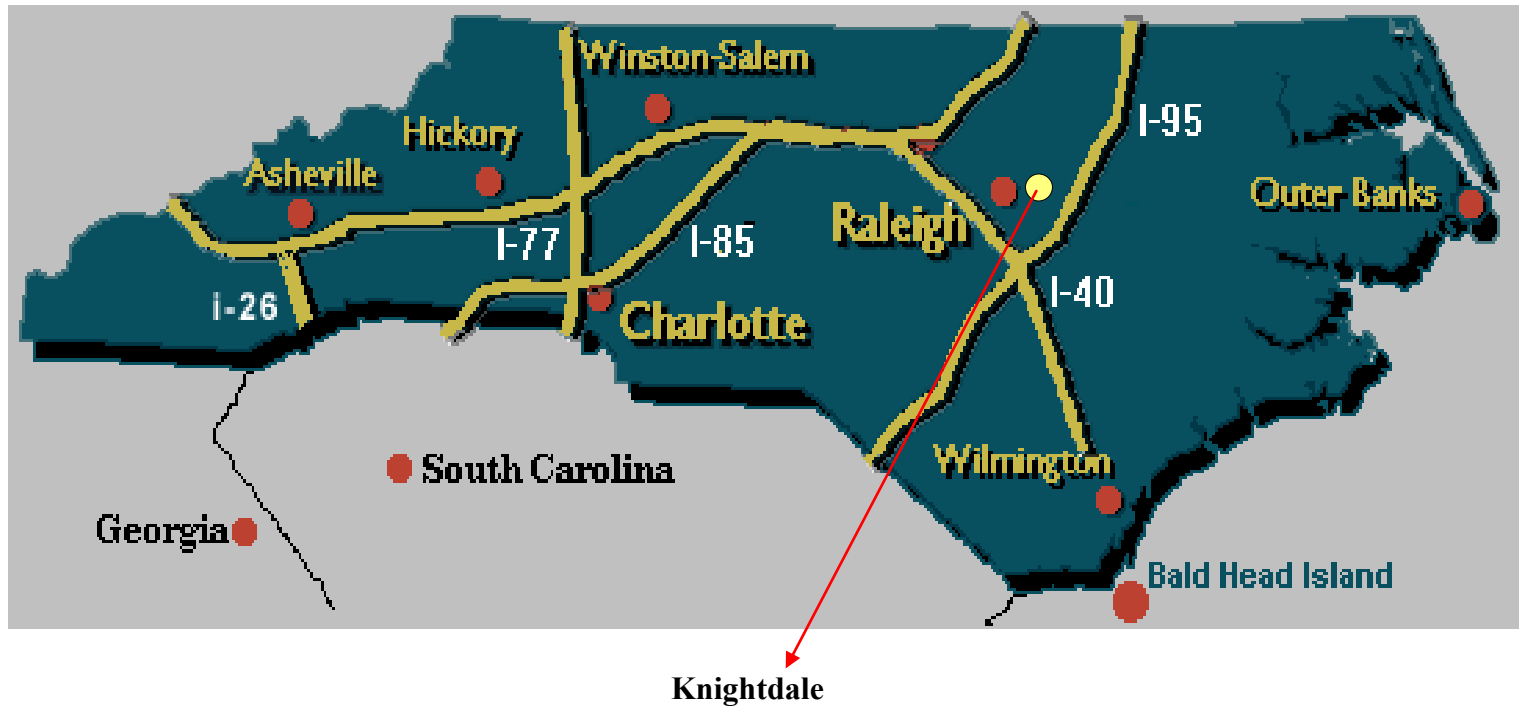 Winston-Salem
I-95
Hickory
Asheville
Outer Banks
Raleigh
I-77
I-85
I-40
i-26
Charlotte
Wilmington
South Carolina
Georgia
Bald Head Island
Knightdale